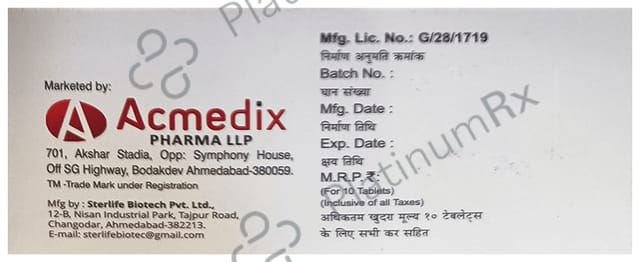 Marketed by:
Acmedix
PHARMA LLP
701, Akshar Stadia, Opp: Symphony House,
Off SG Highway, Bodakdev Ahmedabad-380059.
TM -Trade Mark under Registration
Mfg by : Sterlife Biotech Pvt. Ltd.,
12-B, Nisan Industrial Park, Tajpur Road,
Changodar, Ahmedabad-382213.
E-mail: sterlifebiotec@gmail.com
Mfg. Lic. No.: G/28/1719
निर्माण अनुमति क्रमांक
Batch No. :
घान संख्या
Mfg. Date :
निर्माण तिथि
Exp. Date :
क्षय तिथि
M.R.P. ₹:
(For 10 Tablets)
(Inclusive of all Taxes)
अधिकतम खुदरा मूल्य १० टेबलेट्स
के लिए सभी कर सहित
PlatinumRx